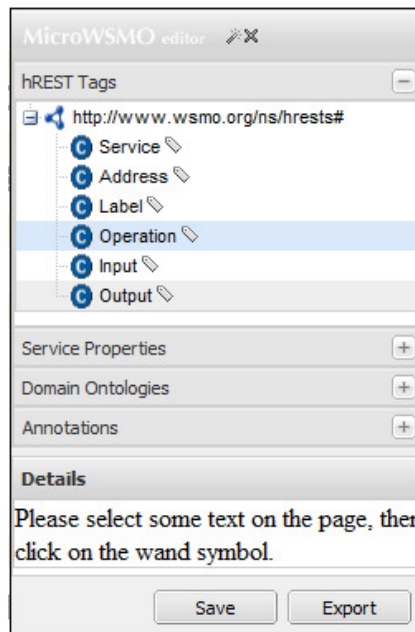 MicroWSMO editor
hREST Tags
http://www.wsmo.org/ns/hrests#
Service
Address
Label
Operation
Input
Output
Service Properties
Domain Ontologies
Annotations
Details
Please select some text on the page, then
click on the wand symbol.
Save Export